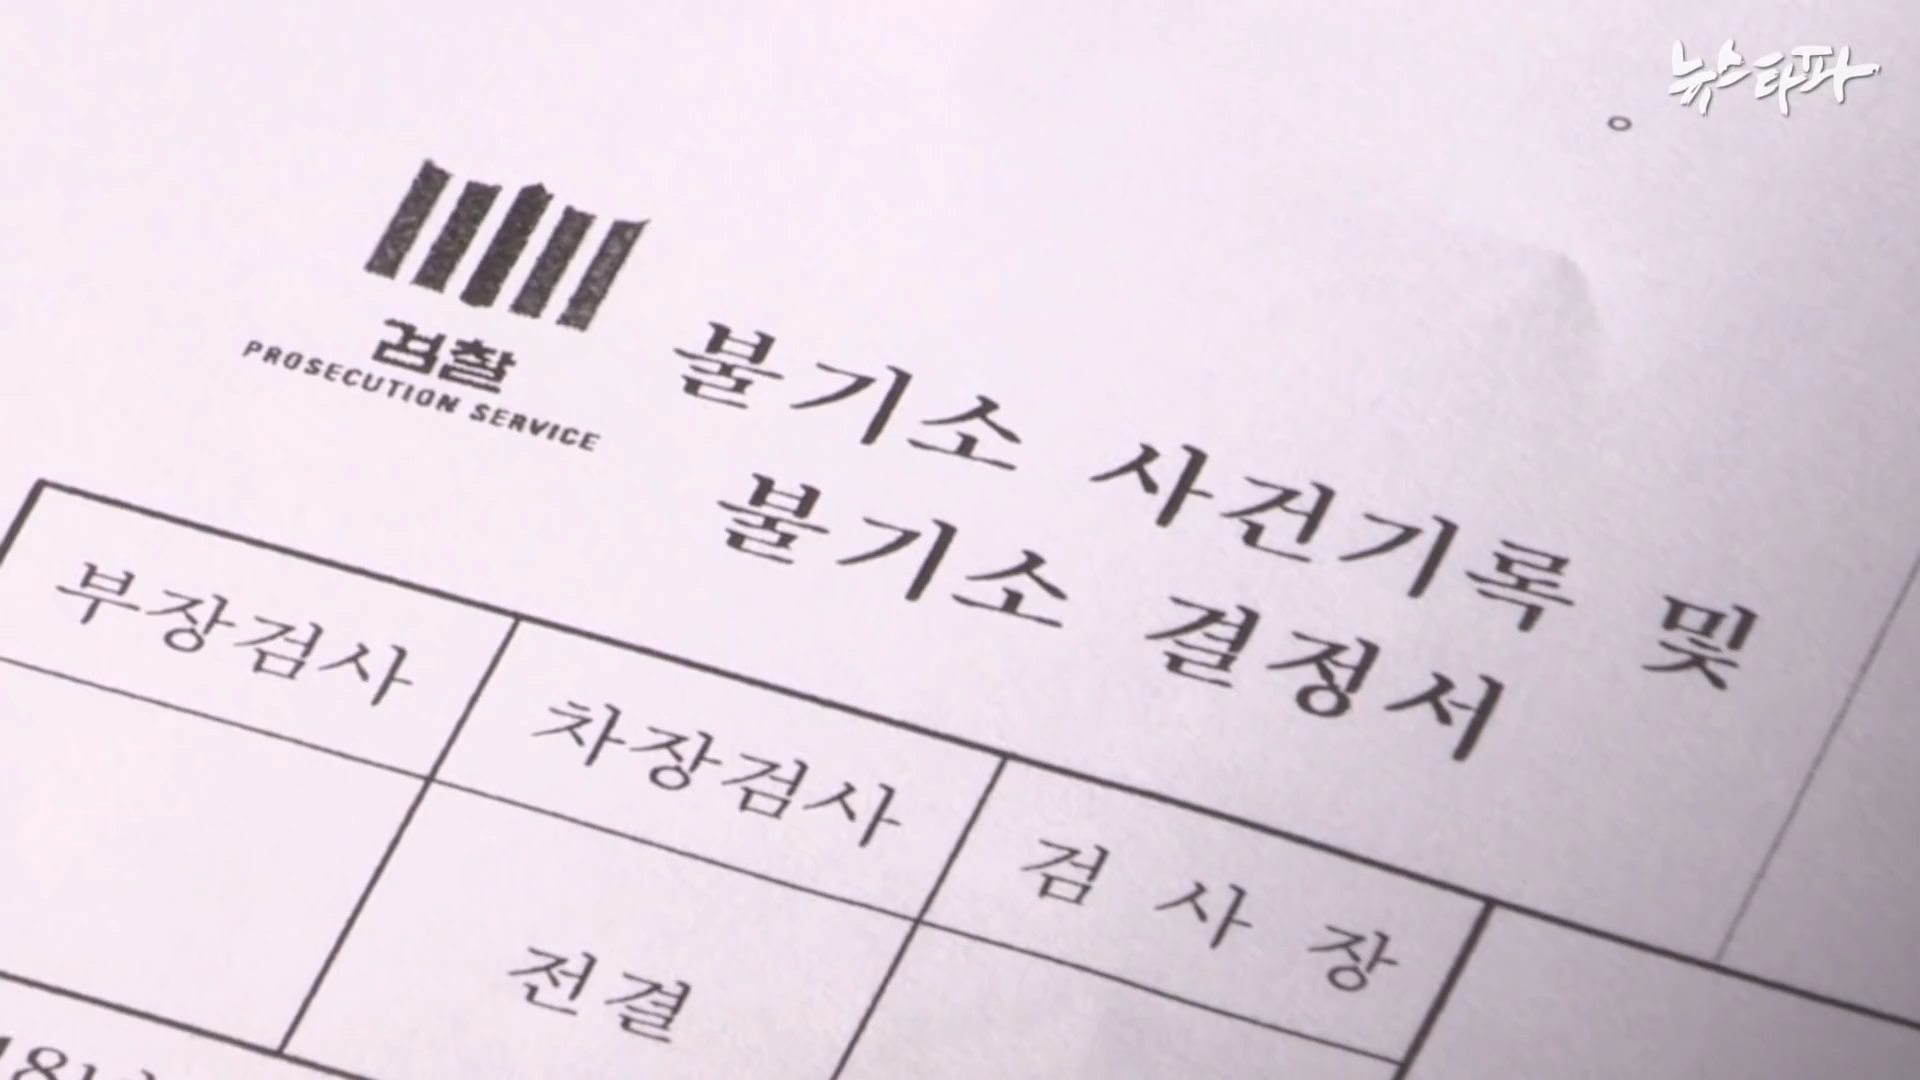 뉴스타파
검찰
PROSECUTION SERVICE
불기소 사건기록 및
불기소 결정서
부장검사
차장검사
검 사 장
전결